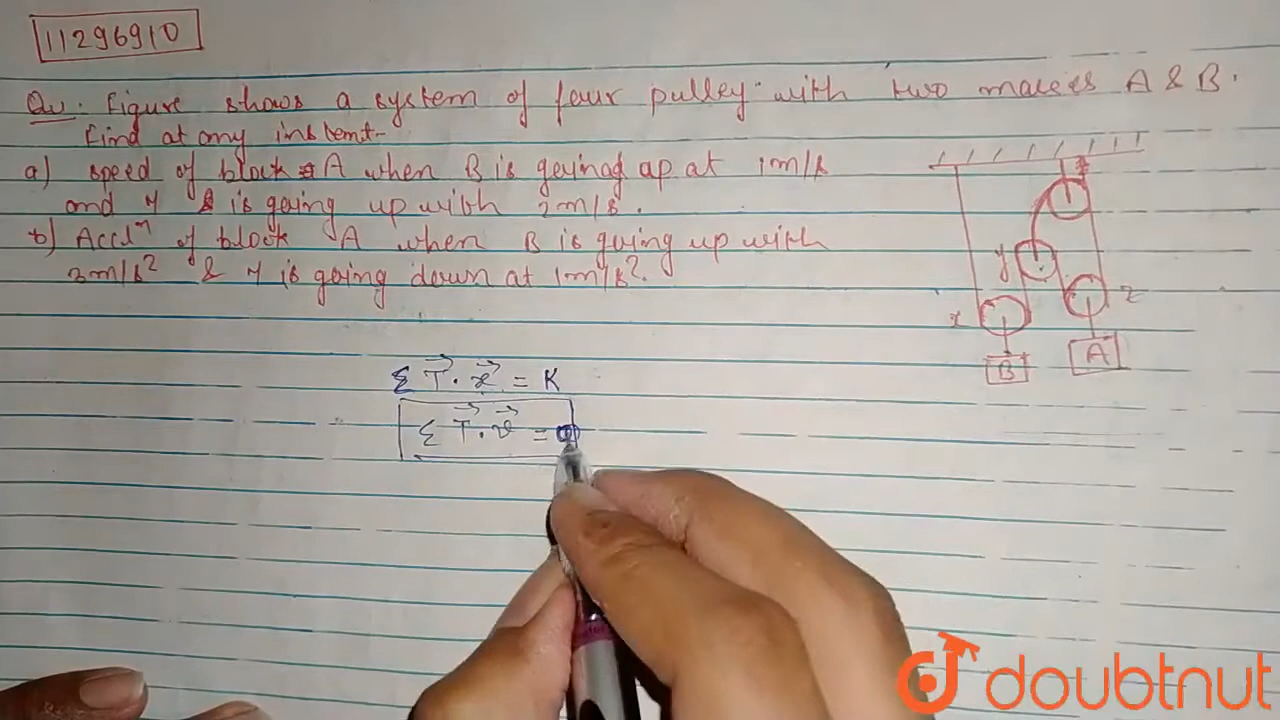 11296910
Qu. Figure shows a system of four pulley with two masses A & B.
Find at any instant-
a) speed of block A when B is going up at 1m/s
and Y is going up with 2m/s.
b) Accl^n of block A when B is going up with
3m/s² & Y is going down at 1m/s².
y
x
z
B
A
Σ T⃗ · x⃗ = K
Σ T⃗ · v⃗ = 0
doubtnut